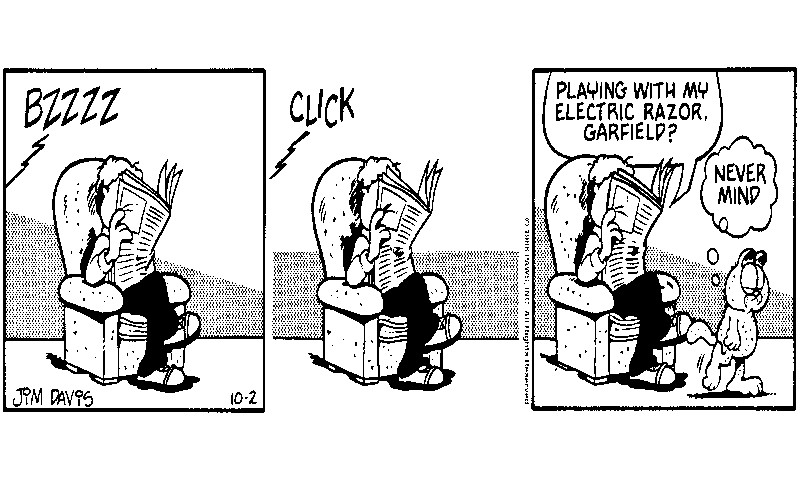 BZZZZ
JIM DAVIS
10-2
CLICK
PLAYING WITH MY
ELECTRIC RAZOR,
GARFIELD?
NEVER
MIND